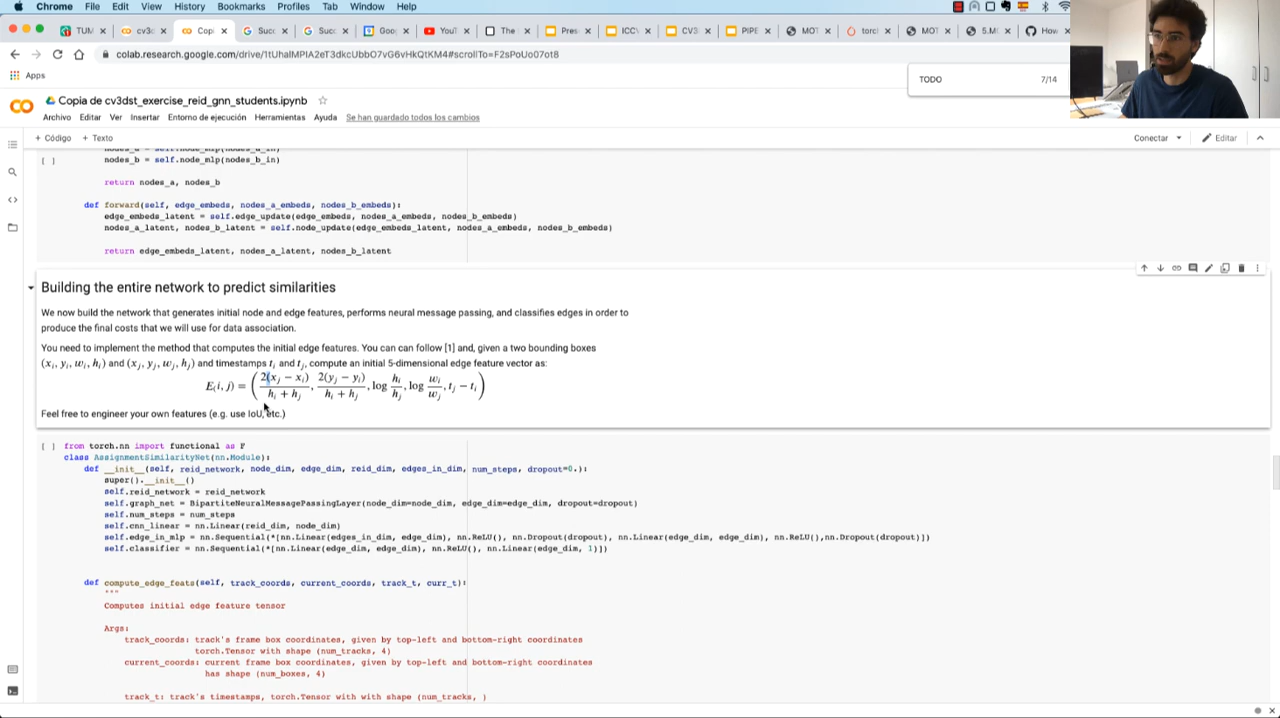 Chrome File Edit View History Bookmarks Profiles Tab Window Help
TUM cv3d Copi Succ Succ Goo YouT The Pres ICCV CV3 PIPE MOT torcl MOT 5.M How
colab.research.google.com/drive/1tUhalMPIA2eT3dkcUbbO7vG6vHkQtKM4#scrollTo=F2sPoUo07ot8
Apps
TODO 7/14
Copia de cv3dst_exercise_reid_gnn_students.ipynb
Archivo Editar Ver Insertar Entorno de ejecución Herramientas Ayuda Se han guardado todos los cambios
+ Código + Texto Conectar Editar
[ ] nodes_b = self.node_mlp(nodes_b_in)
return nodes_a, nodes_b
def forward(self, edge_embeds, nodes_a_embeds, nodes_b_embeds):
edge_embeds_latent = self.edge_update(edge_embeds, nodes_a_embeds, nodes_b_embeds)
nodes_a_latent, nodes_b_latent = self.node_update(edge_embeds_latent, nodes_a_embeds, nodes_b_embeds)
return edge_embeds_latent, nodes_a_latent, nodes_b_latent
Building the entire network to predict similarities
We now build the network that generates initial node and edge features, performs neural message passing, and classifies edges in order to
produce the final costs that we will use for data association.
You need to implement the method that computes the initial edge features. You can can follow [1] and, given a two bounding boxes
(x_i, y_i, w_i, h_i) and (x_j, y_j, w_j, h_j) and timestamps t_i and t_j, compute an initial 5-dimensional edge feature vector as:
E(i, j) = ( 2(x_j − x_i) / h_i + h_j , 2(y_j − y_i) / h_i + h_j , log h_i / h_j , log w_i / w_j , t_j − t_i )
Feel free to engineer your own features (e.g. use IoU, etc.)
[ ] from torch.nn import functional as F
class AssignmentSimilarityNet(nn.Module):
def __init__(self, reid_network, node_dim, edge_dim, reid_dim, edges_in_dim, num_steps, dropout=0.):
super().__init__()
self.reid_network = reid_network
self.graph_net = BipartiteNeuralMessagePassingLayer(node_dim=node_dim, edge_dim=edge_dim, dropout=dropout)
self.num_steps = num_steps
self.cnn_linear = nn.Linear(reid_dim, node_dim)
self.edge_in_mlp = nn.Sequential(*[nn.Linear(edges_in_dim, edge_dim), nn.ReLU(), nn.Dropout(dropout), nn.Linear(edge_dim, edge_dim), nn.ReLU(),nn.Dropout(dropout)])
self.classifier = nn.Sequential(*[nn.Linear(edge_dim, edge_dim), nn.ReLU(), nn.Linear(edge_dim, 1)])
def compute_edge_feats(self, track_coords, current_coords, track_t, curr_t):
"""
Computes initial edge feature tensor
Args:
track_coords: track's frame box coordinates, given by top-left and bottom-right coordinates
torch.Tensor with shape (num_tracks, 4)
current_coords: current frame box coordinates, given by top-left and bottom-right coordinates
has shape (num_boxes, 4)
track_t: track's timestamps, torch.Tensor with with shape (num_tracks, )